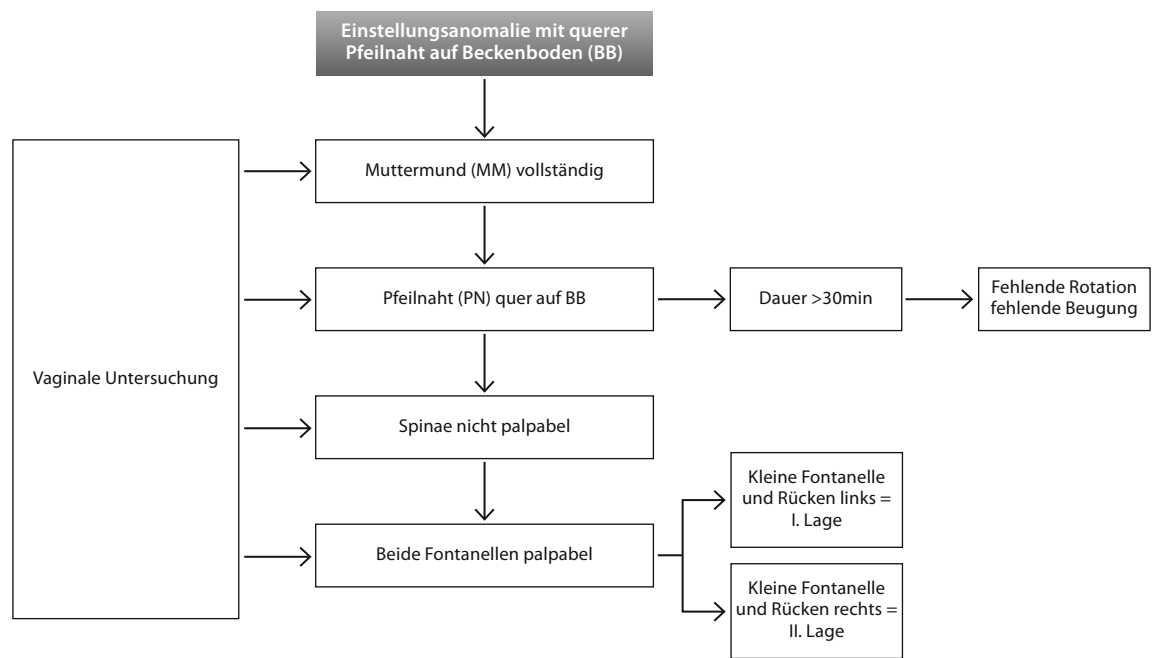 Einstellungsanomalie mit querer
Pfeilnaht auf Beckenboden (BB)
Muttermund (MM) vollständig
Pfeilnaht (PN) quer auf BB
Dauer >30min
Fehlende Rotation
fehlende Beugung
Vaginale Untersuchung
Spinae nicht palpabel
Beide Fontanellen palpabel
Kleine Fontanelle
und Rücken links =
I. Lage
Kleine Fontanelle
und Rücken rechts =
II. Lage